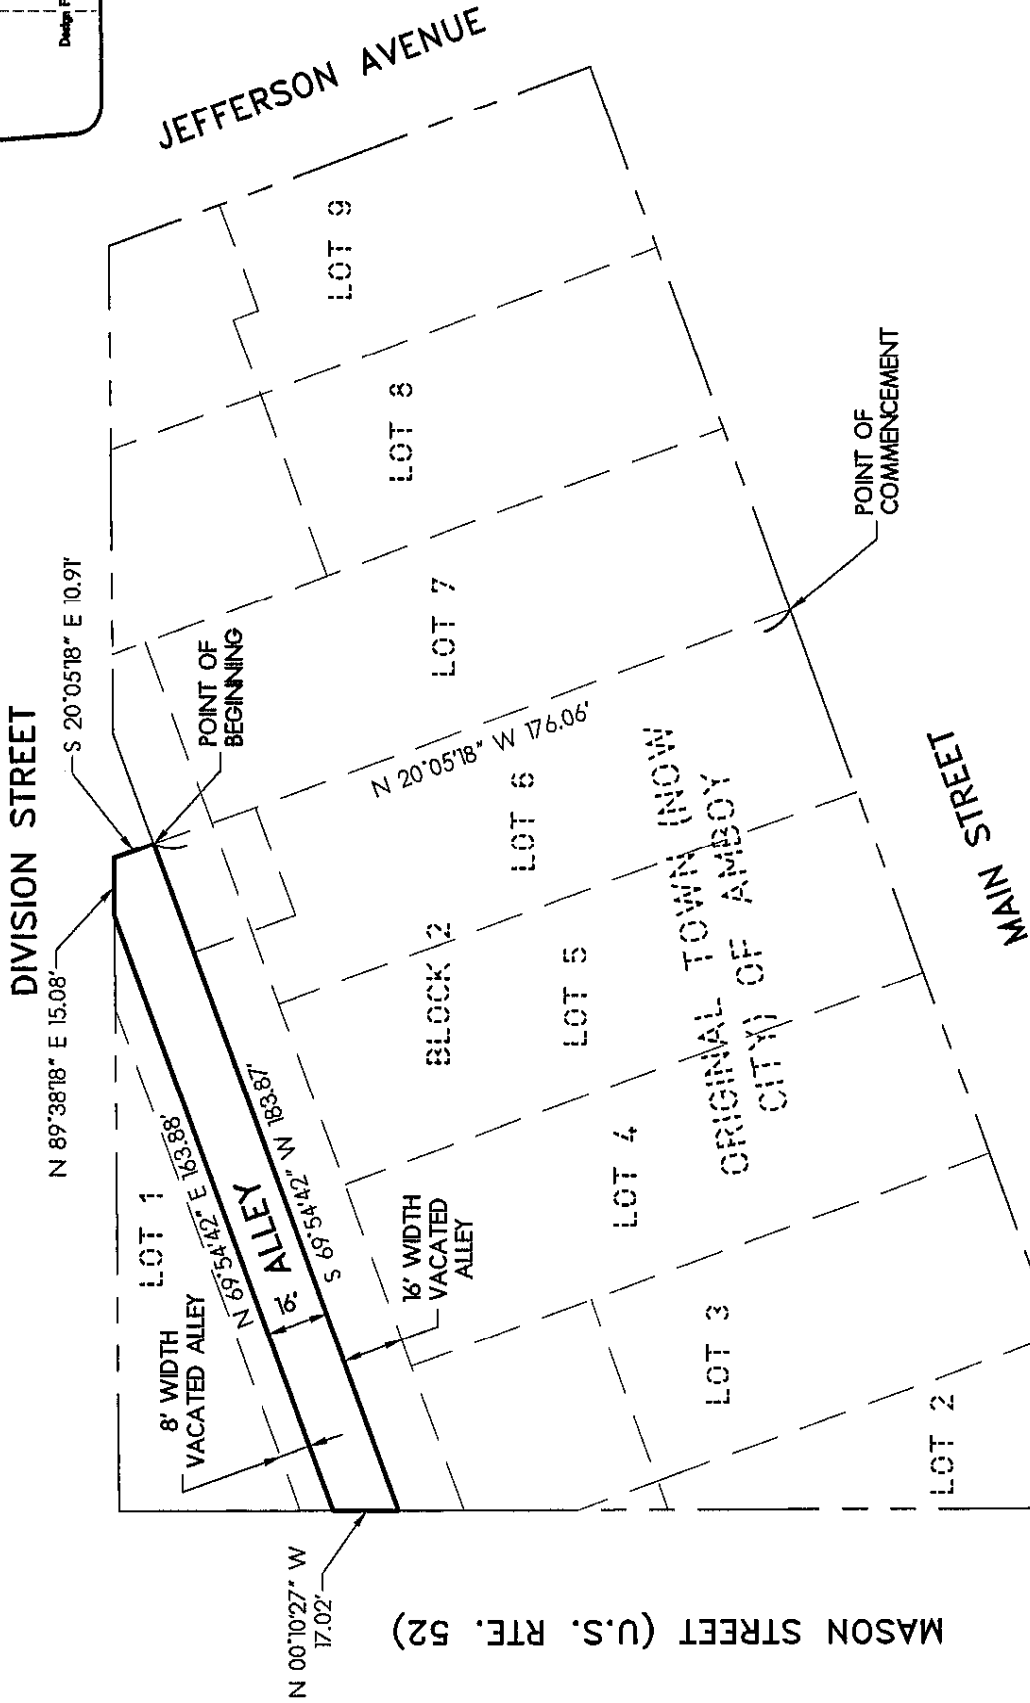 Design F
JEFFERSON AVENUE
DIVISION STREET
S 20°05'18" E 10.91'
N 89°38'18" E 15.08'
POINT OF
BEGINNING
LOT 9
LOT 8
LOT 7
POINT OF
COMMENCEMENT
N 20°05'18" W 176.06'
LOT 6
BLOCK 2
LOT 5
ORIGINAL TOWN (NOW
CITY) OF AMBOY
MAIN STREET
LOT 4
LOT 1
N 69°54'42" E 163.88'
ALLEY
16'
S 69°54'42" W 183.87'
8' WIDTH
VACATED ALLEY
16' WIDTH
VACATED
ALLEY
LOT 3
LOT 2
N 00°10'27" W
17.02'
MASON STREET (U.S. RTE. 52)